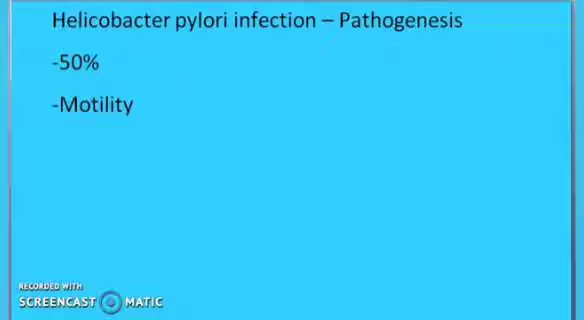 Helicobacter pylori infection – Pathogenesis
-50%
-Motility
RECORDED WITH
SCREENCAST MATIC